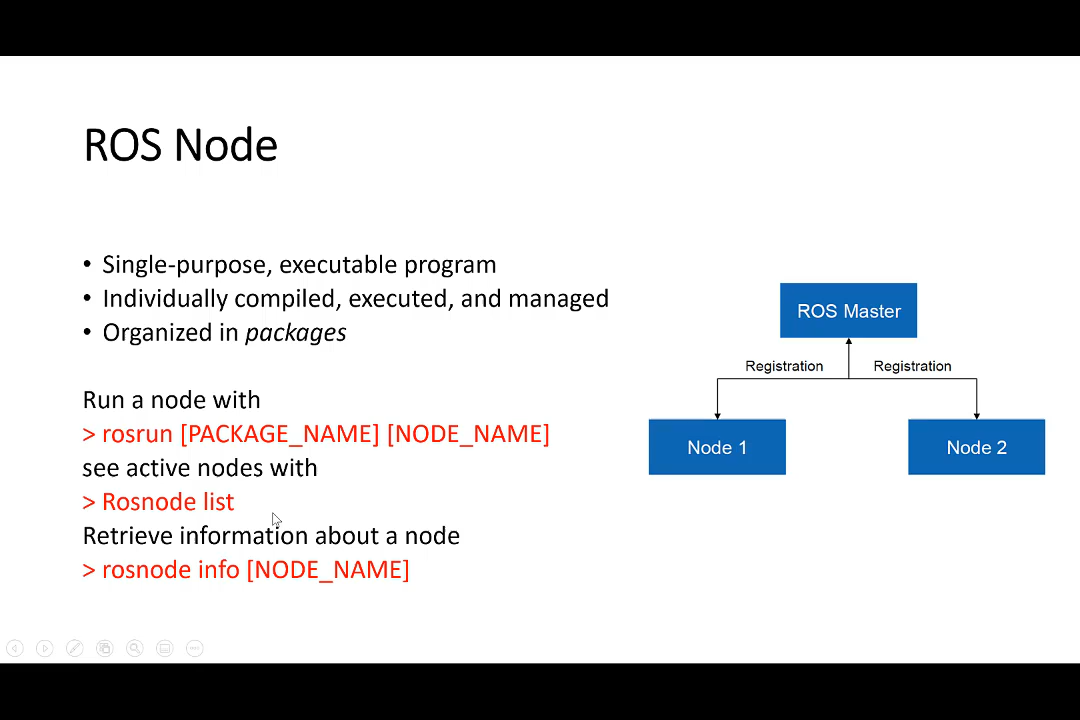 ROS Node
• Single-purpose, executable program
• Individually compiled, executed, and managed
• Organized in packages
Run a node with
> rosrun [PACKAGE_NAME] [NODE_NAME]
see active nodes with
> Rosnode list
Retrieve information about a node
> rosnode info [NODE_NAME]
ROS Master
Registration Registration
Node 1 Node 2